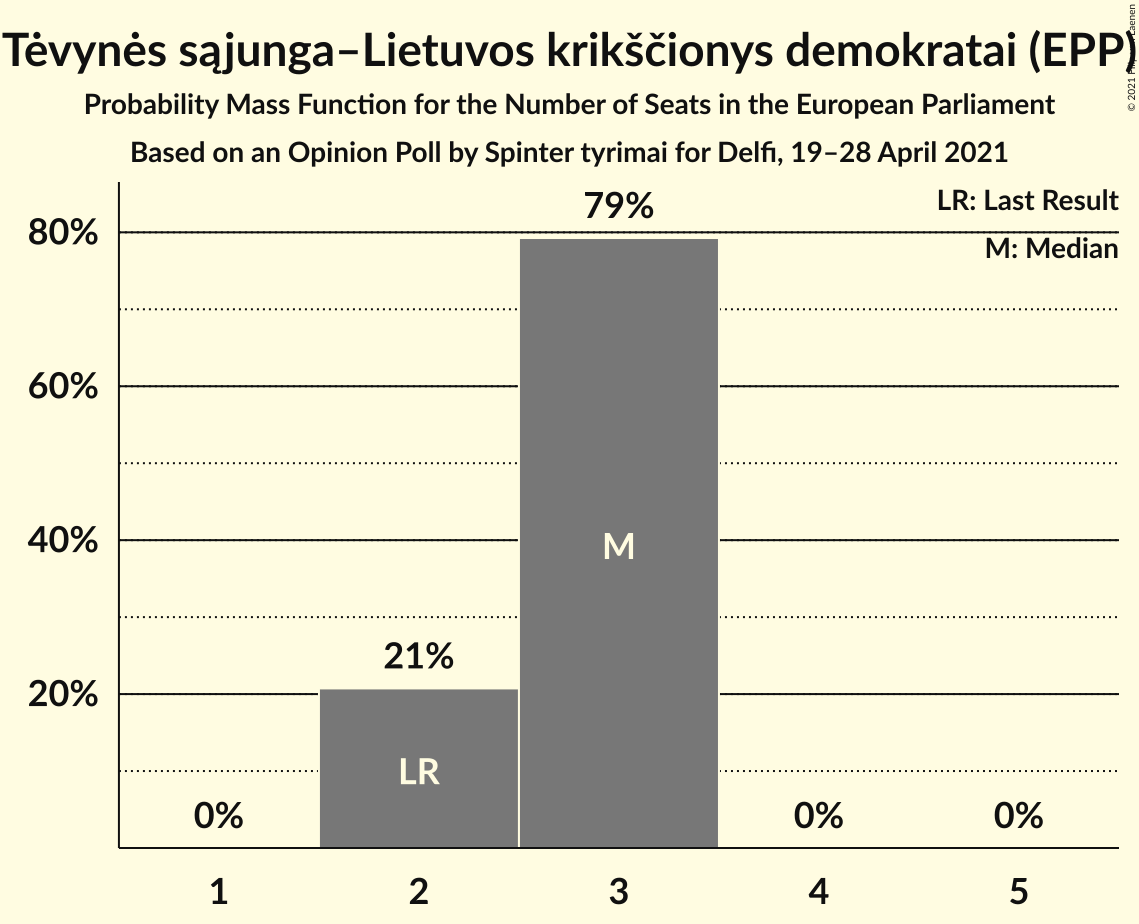 Tėvynės sąjunga–Lietuvos krikščionys demokratai (EPP)
Probability Mass Function for the Number of Seats in the European Parliament
Based on an Opinion Poll by Spinter tyrimai for Delfi, 19–28 April 2021
© 2021 Laenen
LR: Last Result
M: Median
79%
80%
60%
40%
20%
M
21%
LR
0%
0%
0%
1
2
3
4
5